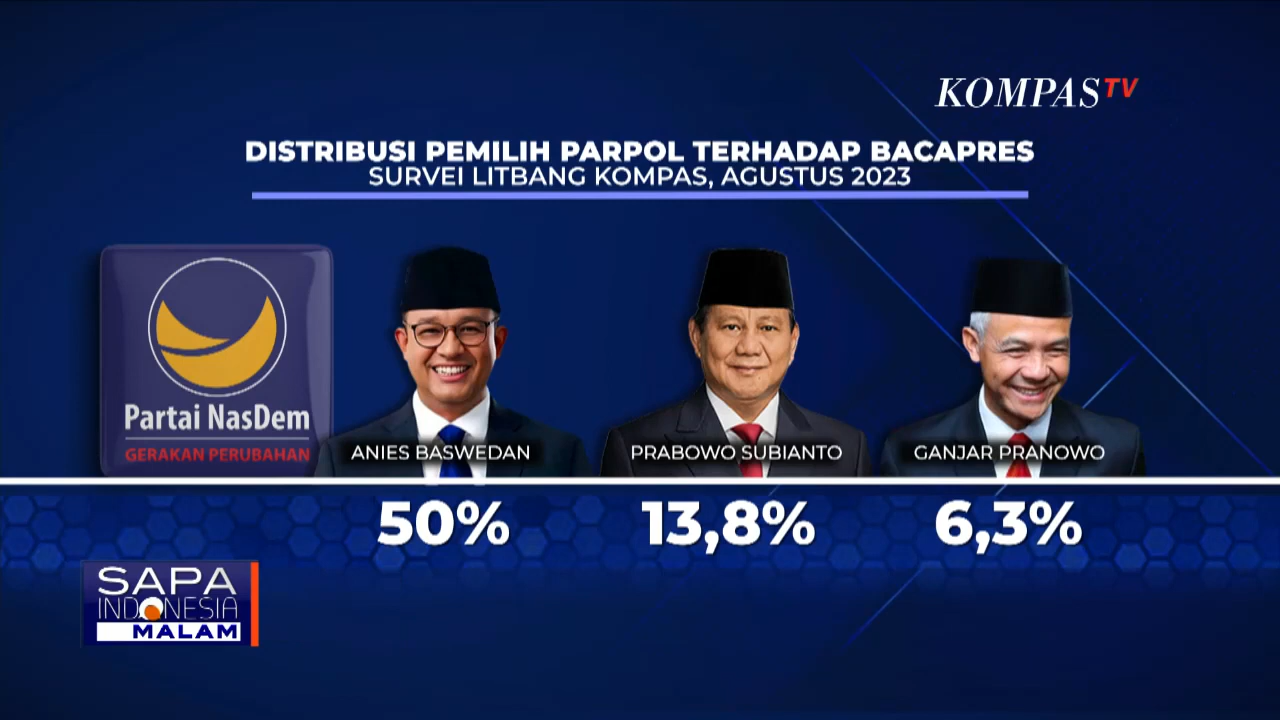 KOMPASTV
DISTRIBUSI PEMILIH PARPOL TERHADAP BACAPRES
SURVEI LITBANG KOMPAS, AGUSTUS 2023
Partai NasDem
GERAKAN PERUBAHAN
ANIES BASWEDAN
PRABOWO SUBIANTO
GANJAR PRANOWO
50%
13,8%
6,3%
SAPA
INDONESIA
MALAM